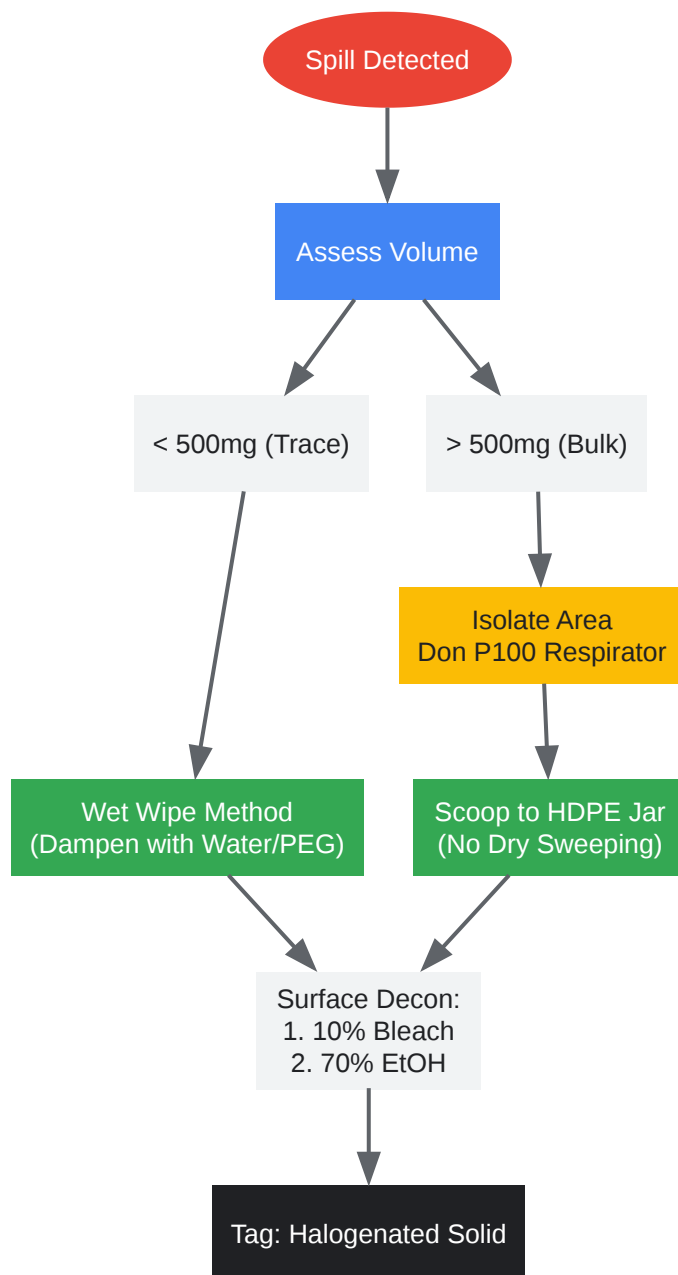 Spill Detected
Assess Volume
< 500mg (Trace)
> 500mg (Bulk)
Isolate Area
Don P100 Respirator
Wet Wipe Method
(Dampen with Water/PEG)
Scoop to HDPE Jar
(No Dry Sweeping)
Surface Decon:
1. 10% Bleach
2. 70% EtOH
Tag: Halogenated Solid